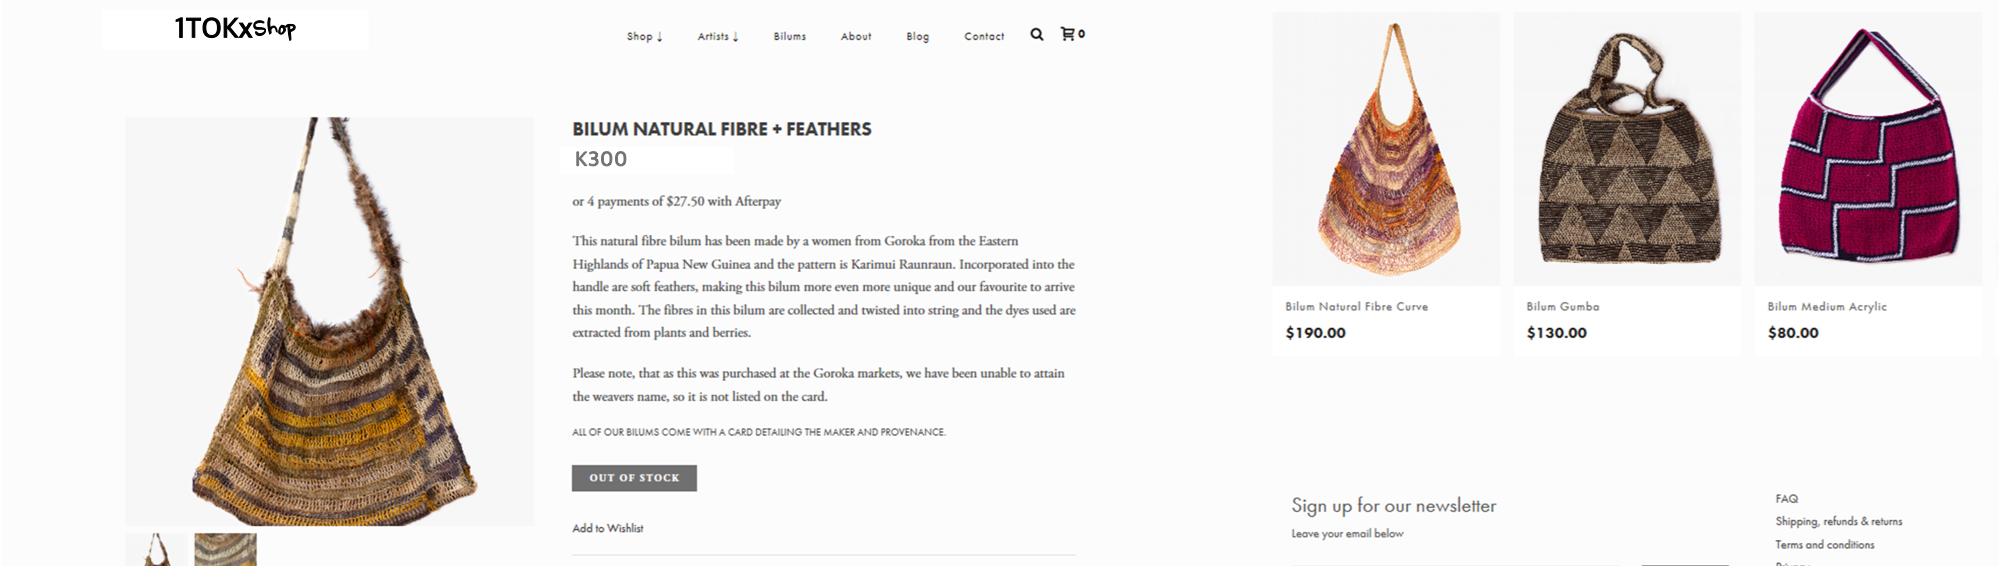 1TOKxShop
Shop ↓ Artists ↓ Bilums About Blog Contact 0
BILUM NATURAL FIBRE + FEATHERS
K300
or 4 payments of $27.50 with Afterpay
This natural fibre bilum has been made by a women from Goroka from the Eastern
Highlands of Papua New Guinea and the pattern is Karimui Raunraun. Incorporated into the
handle are soft feathers, making this bilum more even more unique and our favourite to arrive
this month. The fibres in this bilum are collected and twisted into string and the dyes used are
extracted from plants and berries.
Please note, that as this was purchased at the Goroka markets, we have been unable to attain
the weavers name, so it is not listed on the card.
ALL OF OUR BILUMS COME WITH A CARD DETAILING THE MAKER AND PROVENANCE.
OUT OF STOCK
Add to Wishlist
Bilum Natural Fibre Curve
$190.00
Bilum Gumba
$130.00
Bilum Medium Acrylic
$80.00
Sign up for our newsletter
Leave your email below
FAQ
Shipping, refunds & returns
Terms and conditions